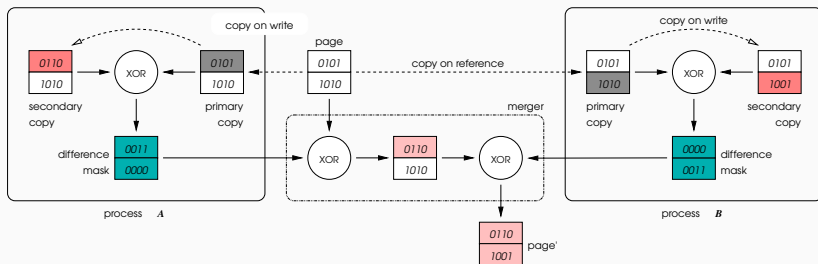 copy on write
copy on write
page
0110
1010
XOR
0101
1010
0101
1010
copy on reference
0101
1010
XOR
0101
1001
secondary
copy
primary
copy
merger
primary
copy
secondary
copy
difference
mask
0011
0000
XOR
0110
1010
XOR
0000
0011
difference
mask
process A
process B
0110
1001
page'